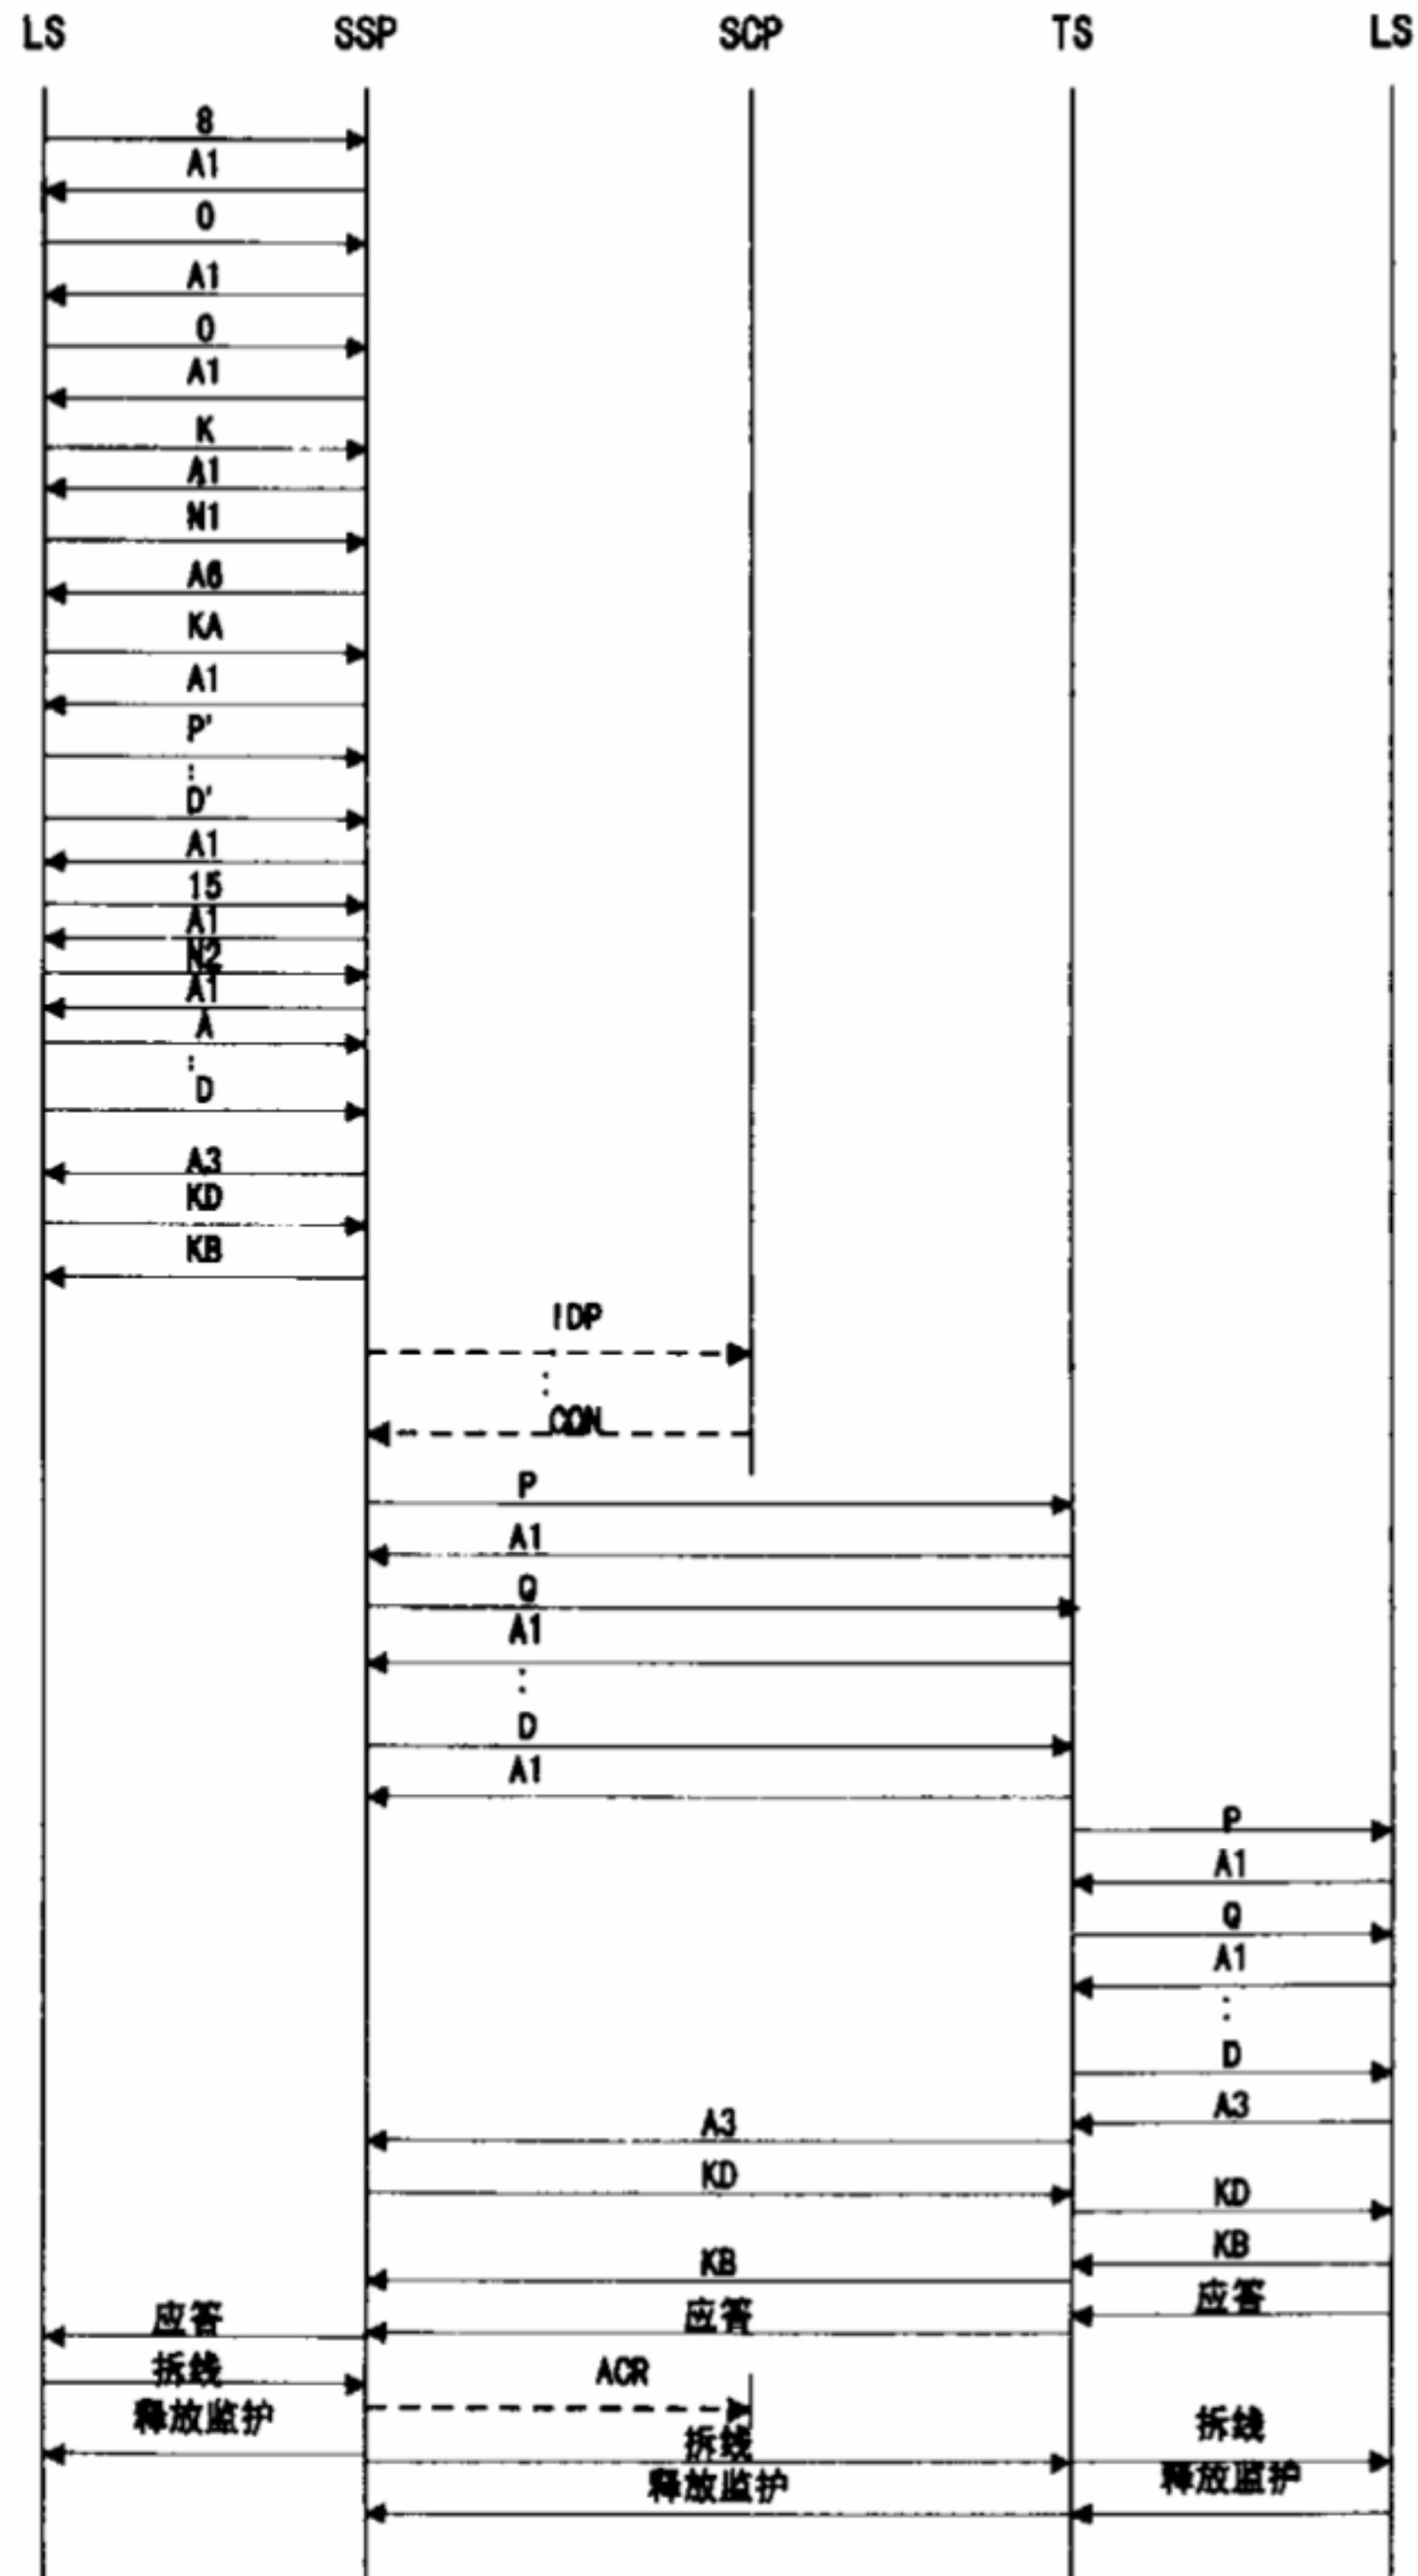 LS SSP SCP TS LS
8
A1
0
A1
0
A1
K
A1
N1
A6
KA
A1
P'
:
D'
A1
15
A1
N2
A1
A
:
D
A3
KD
KB
!DP
:
CON
P
A1
Q
A1
:
D
A1
P
A1
Q
A1
:
D
A3
A3
KD
KD
KB
KB
应答
应答
应答
拆线
ACR
释放监护
拆线
拆线
释放监护
释放监护